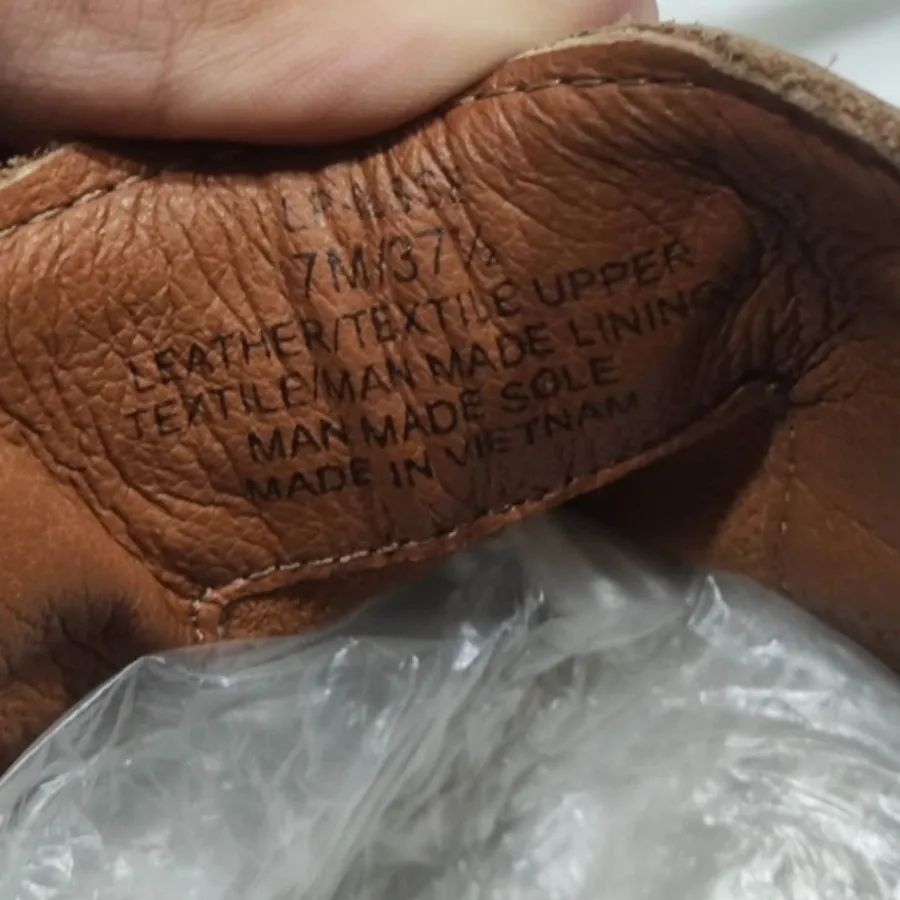 7M/37½
LEATHER/TEXTILE UPPER
TEXTILE/MAN MADE LINING
MAN MADE SOLE
MADE IN VIETNAM